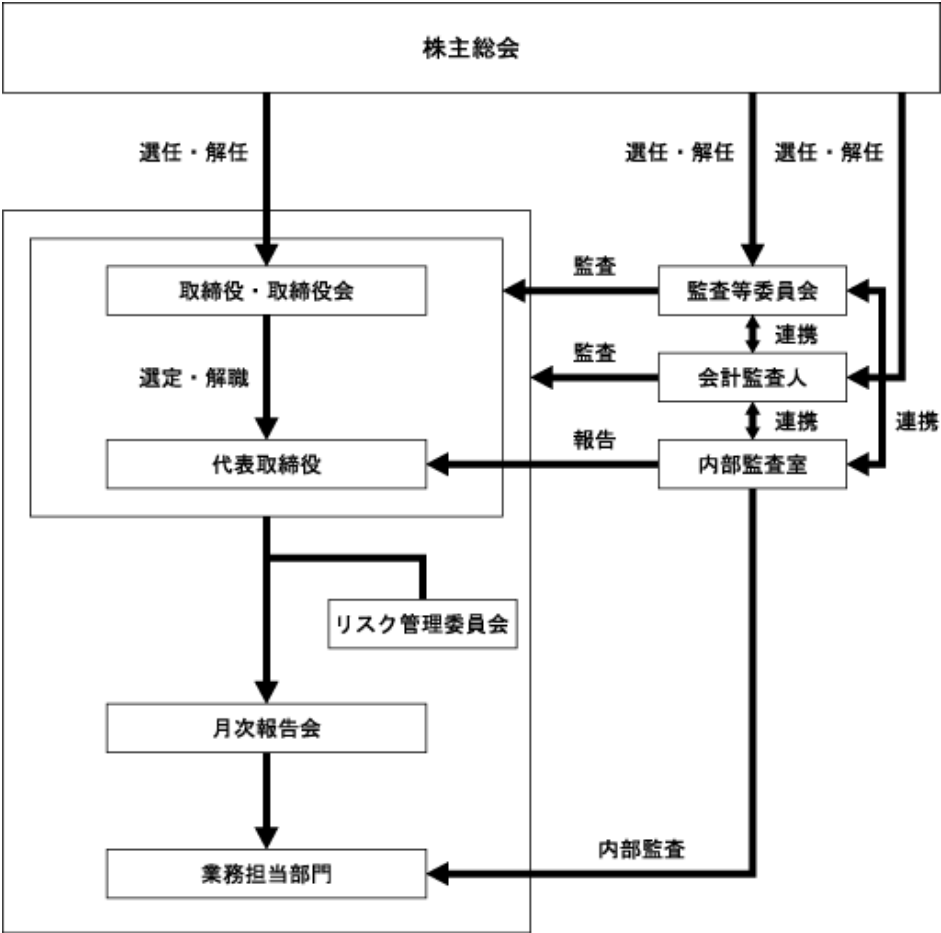 株主総会
選任・解任
選任・解任
選任・解任
取締役・取締役会
監査
監査等委員会
連携
選定・解職
監査
会計監査人
連携
連携
代表取締役
報告
内部監査室
リスク管理委員会
月次報告会
業務担当部門
内部監査